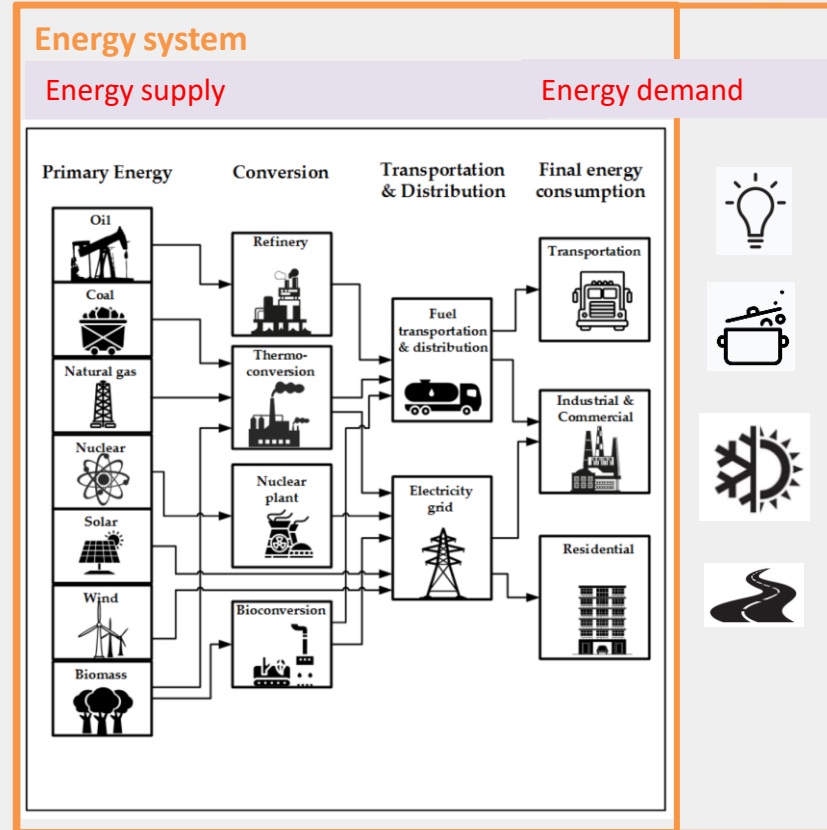 Energy system
Energy supply
Energy demand
Primary Energy
Conversion
Transportation
& Distribution
Final energy
consumption
Oil
Coal
Natural gas
Nuclear
Solar
Wind
Biomass
Refinery
Thermo-
conversion
Nuclear
plant
Bioconversion
Fuel
transportation
& distribution
Electricity
grid
Transportation
Industrial &
Commercial
Residential